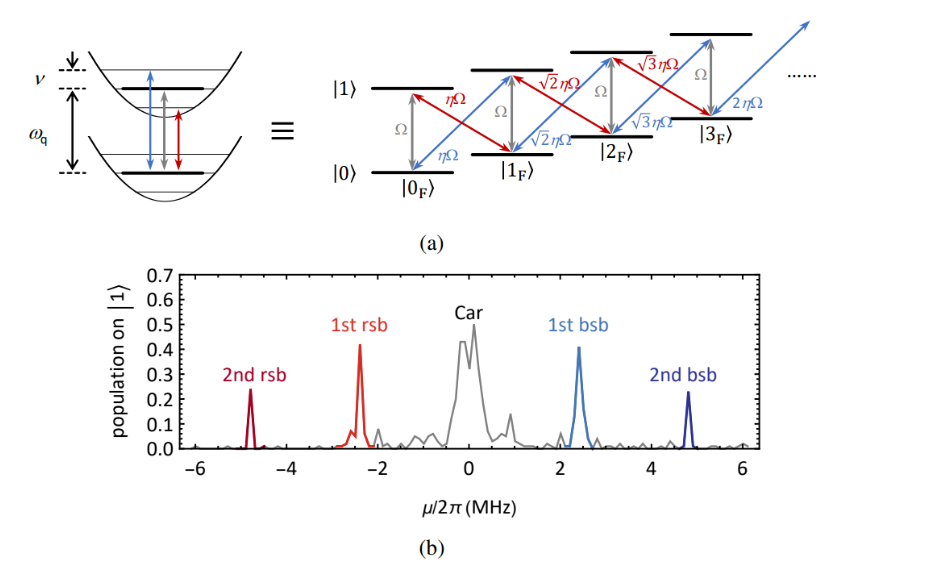 ν
ω_q
≡
|1⟩
|0⟩
Ω
ηΩ
ηΩ
Ω
√2ηΩ
√2ηΩ
Ω
√3ηΩ
√3ηΩ
Ω
2ηΩ
......
|0_F⟩
|1_F⟩
|2_F⟩
|3_F⟩
(a)
population on |1⟩
0.7
0.6
0.5
0.4
0.3
0.2
0.1
0.0
2nd rsb
1st rsb
Car
1st bsb
2nd bsb
−6 −4 −2 0 2 4 6
μ/2π (MHz)
(b)